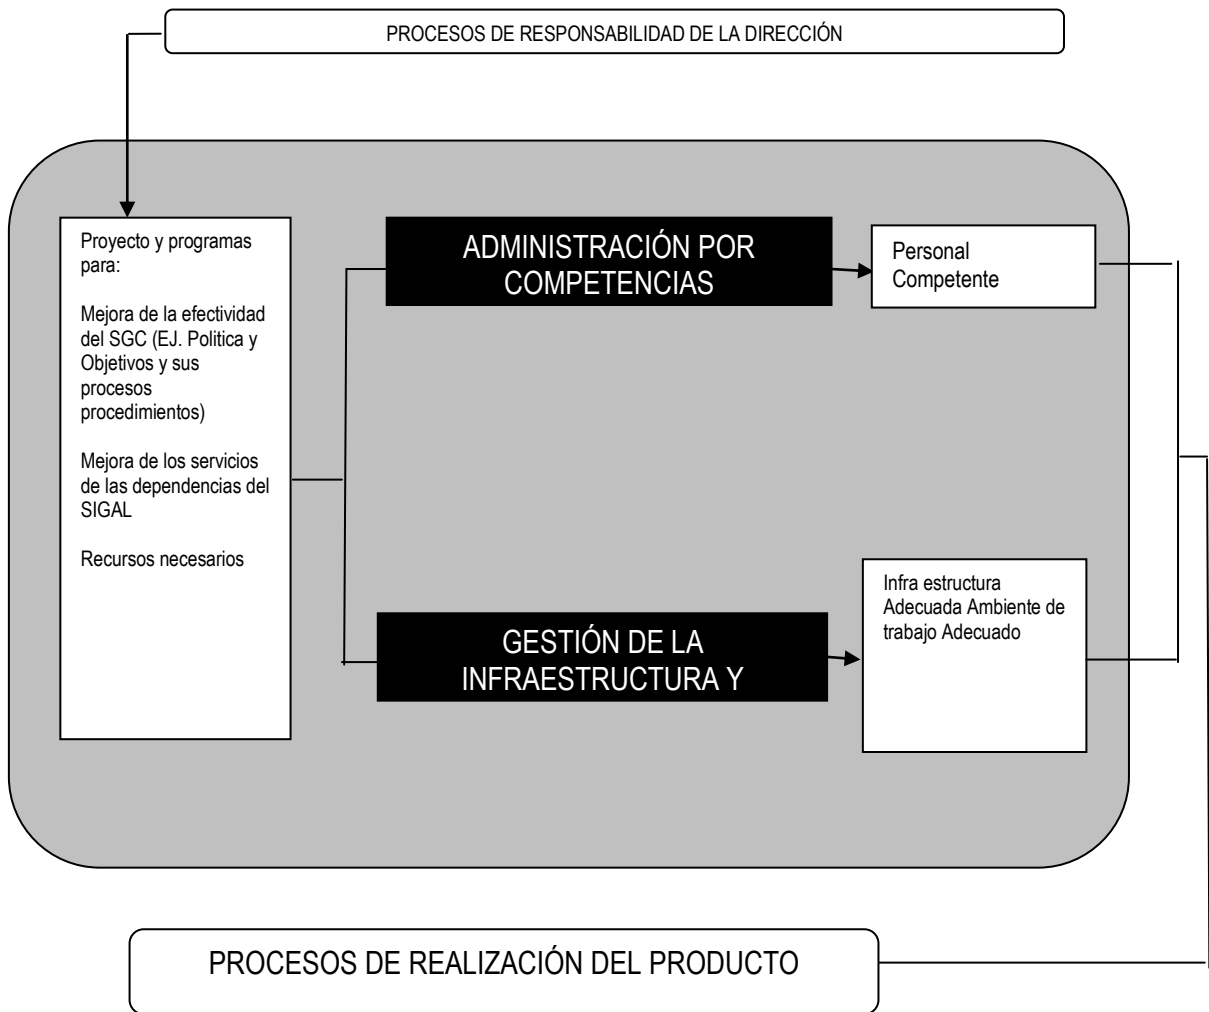 PROCESOS DE RESPONSABILIDAD DE LA DIRECCIÓN
Proyecto y programas
para:
Mejora de la efectividad
del SGC (EJ. Politica y
Objetivos y sus
procesos
procedimientos)
Mejora de los servicios
de las dependencias del
SIGAL
Recursos necesarios
ADMINISTRACIÓN POR
COMPETENCIAS
Personal
Competente
GESTIÓN DE LA
INFRAESTRUCTURA Y
Infra estructura
Adecuada Ambiente de
trabajo Adecuado
PROCESOS DE REALIZACIÓN DEL PRODUCTO